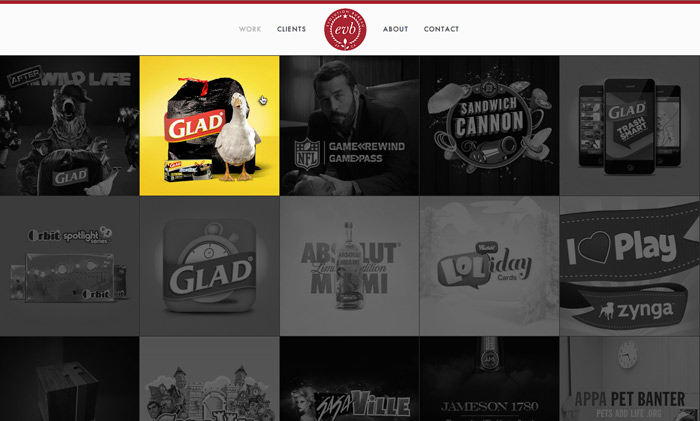 WORK
CLIENTS
evb
ABOUT
CONTACT
AFTER
WILD LIFE
GLAD
GLAD
NFL
GAME REWIND
GAME PASS
SANDWICH
CANNON
GLAD
TRASH
SMART
Orbit spotlight
series
Orbit
GLAD
ABSOLUT
Limited Edition
MIAMI
LOLiday
Cards
I Play
zynga
VILLE
JAMESON 1780
APPA PET BANTER
PETS ADD LIFE .ORG